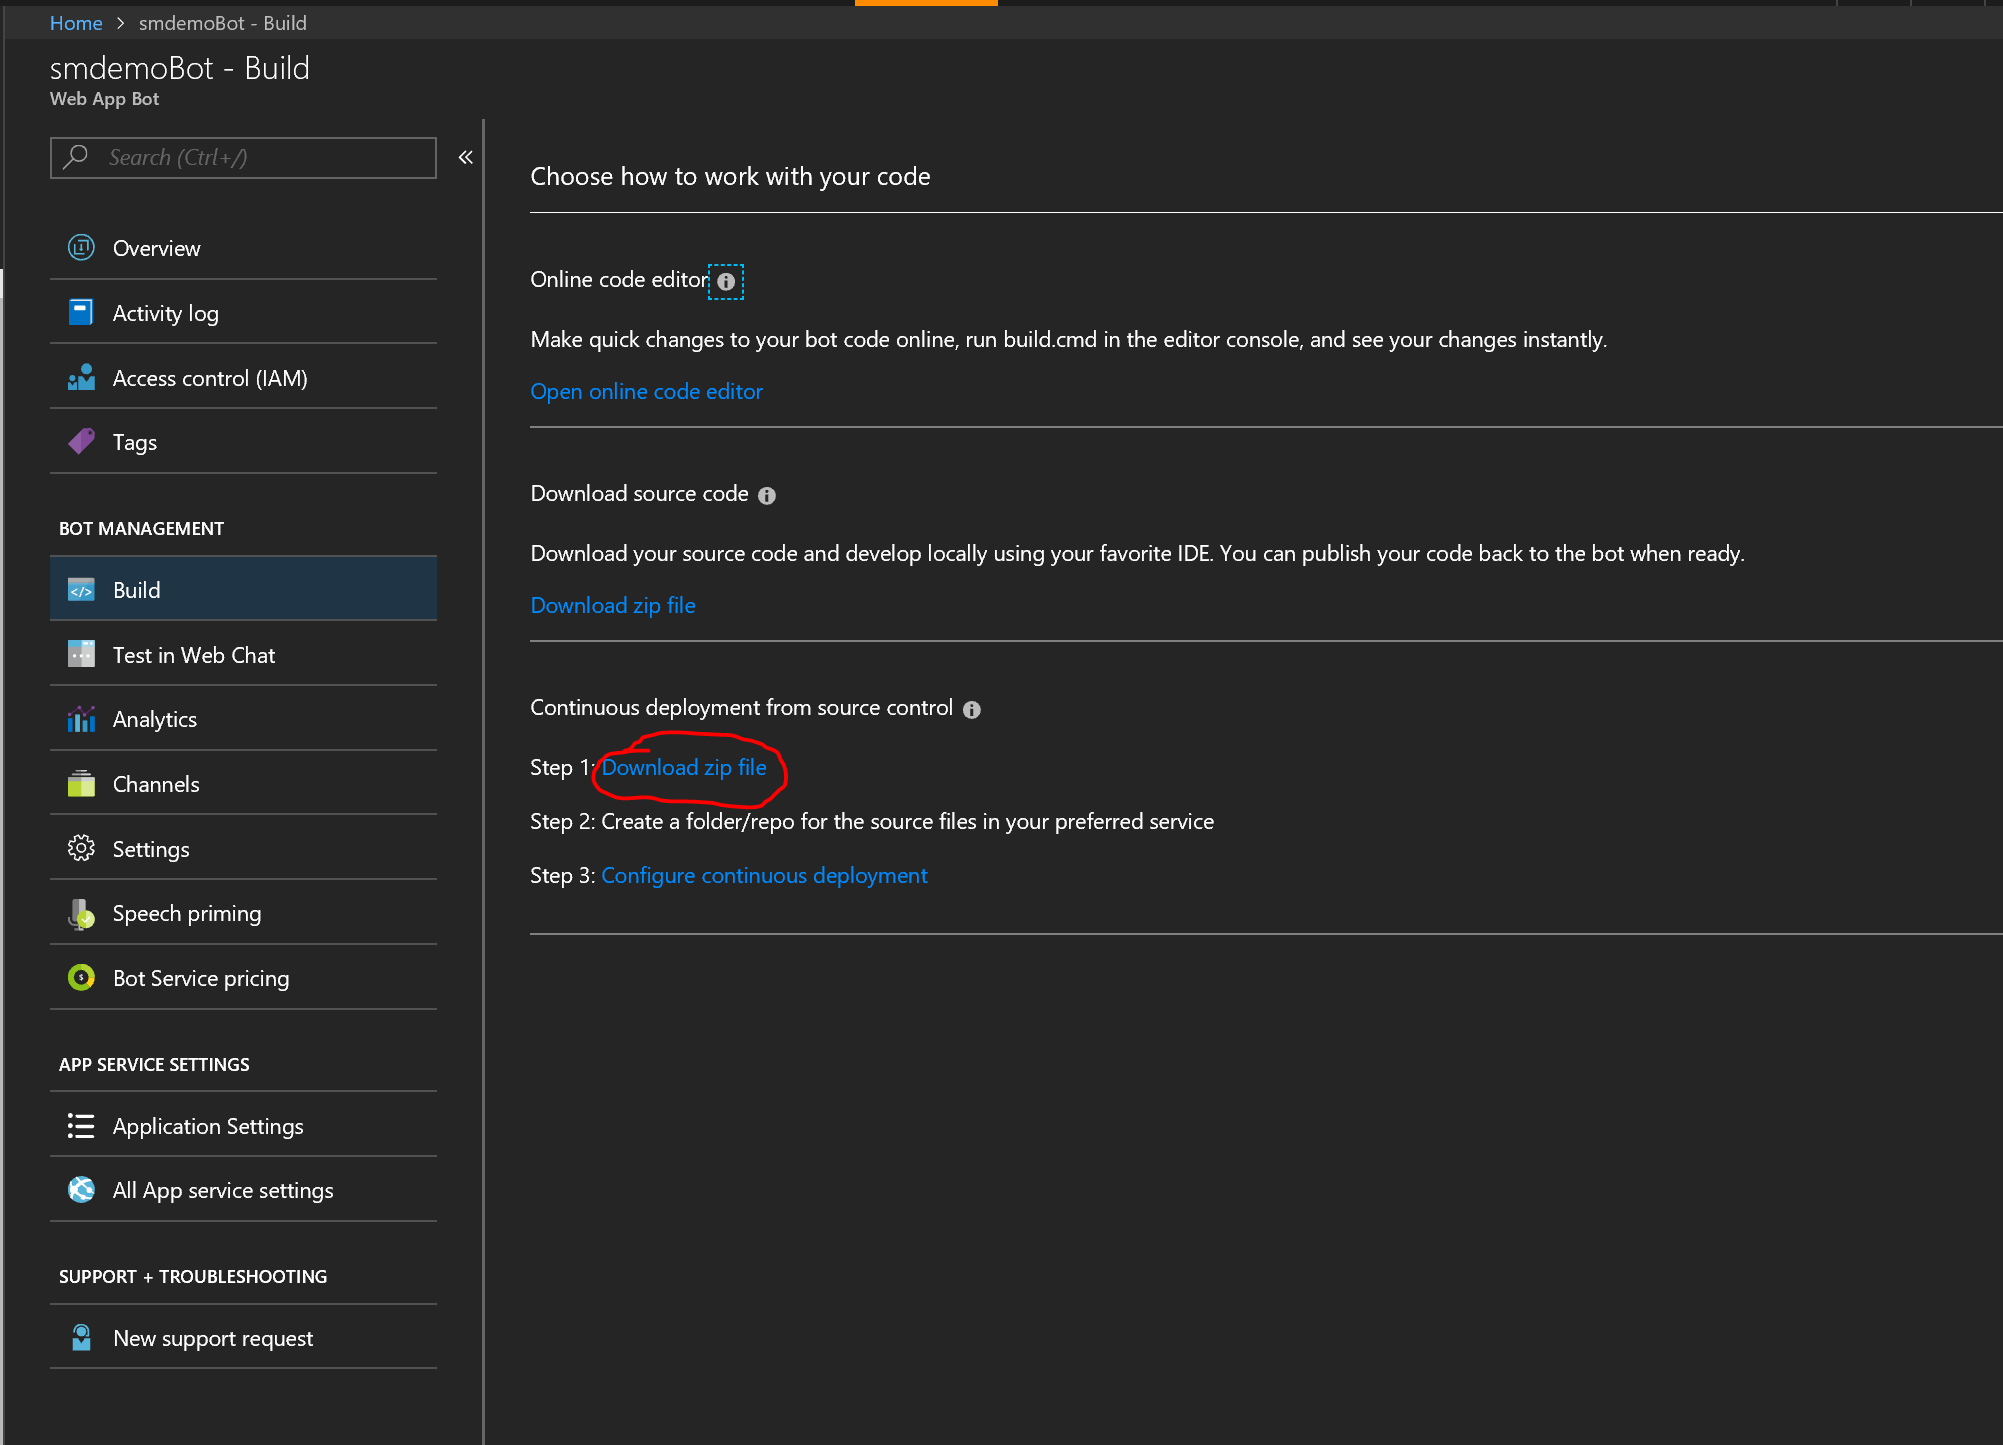 Home > smdemoBot - Build
smdemoBot - Build
Web App Bot
Search (Ctrl+/)
Overview
Activity log
Access control (IAM)
Tags
BOT MANAGEMENT
Build
Test in Web Chat
Analytics
Channels
Settings
Speech priming
Bot Service pricing
APP SERVICE SETTINGS
Application Settings
All App service settings
SUPPORT + TROUBLESHOOTING
New support request
Choose how to work with your code
Online code editor
Make quick changes to your bot code online, run build.cmd in the editor console, and see your changes instantly.
Open online code editor
Download source code
Download your source code and develop locally using your favorite IDE. You can publish your code back to the bot when ready.
Download zip file
Continuous deployment from source control
Step 1: Download zip file
Step 2: Create a folder/repo for the source files in your preferred service
Step 3: Configure continuous deployment